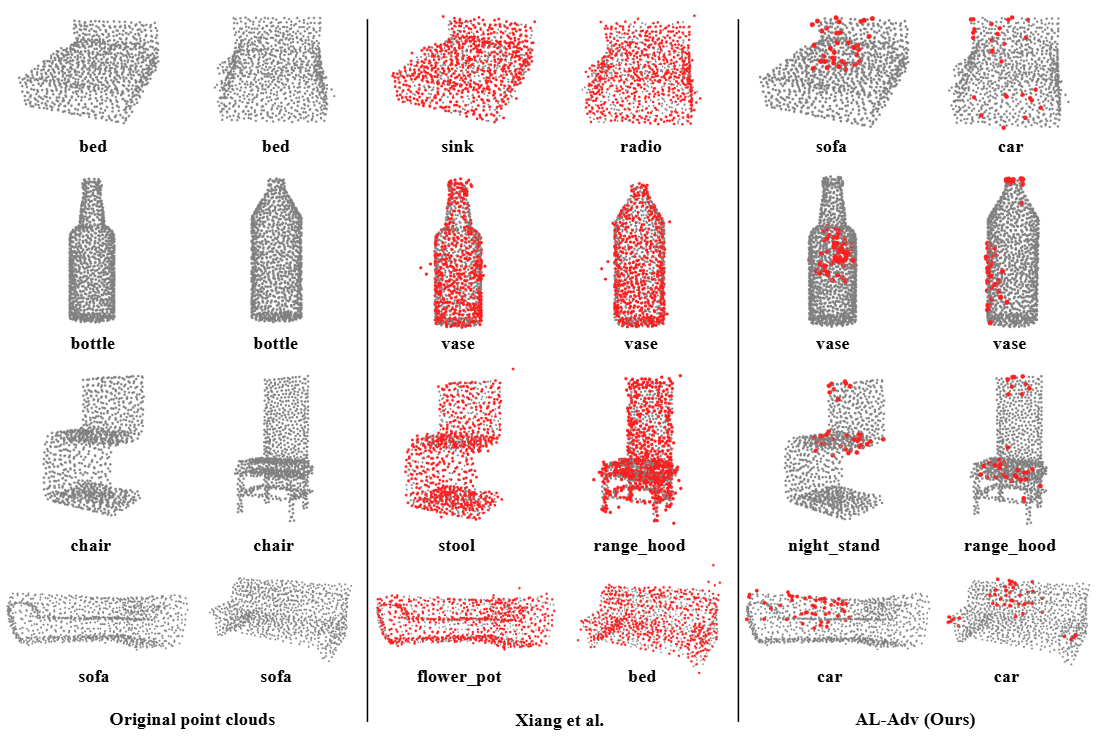 bed bed sink radio sofa car
bottle bottle vase vase vase vase
chair chair stool range_hood night_stand range_hood
sofa sofa flower_pot bed car car
Original point clouds Xiang et al. AL-Adv (Ours)